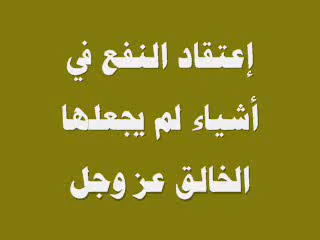 إعتقاد النفع في
أشياء لم يجعلها
الخالق عز وجل